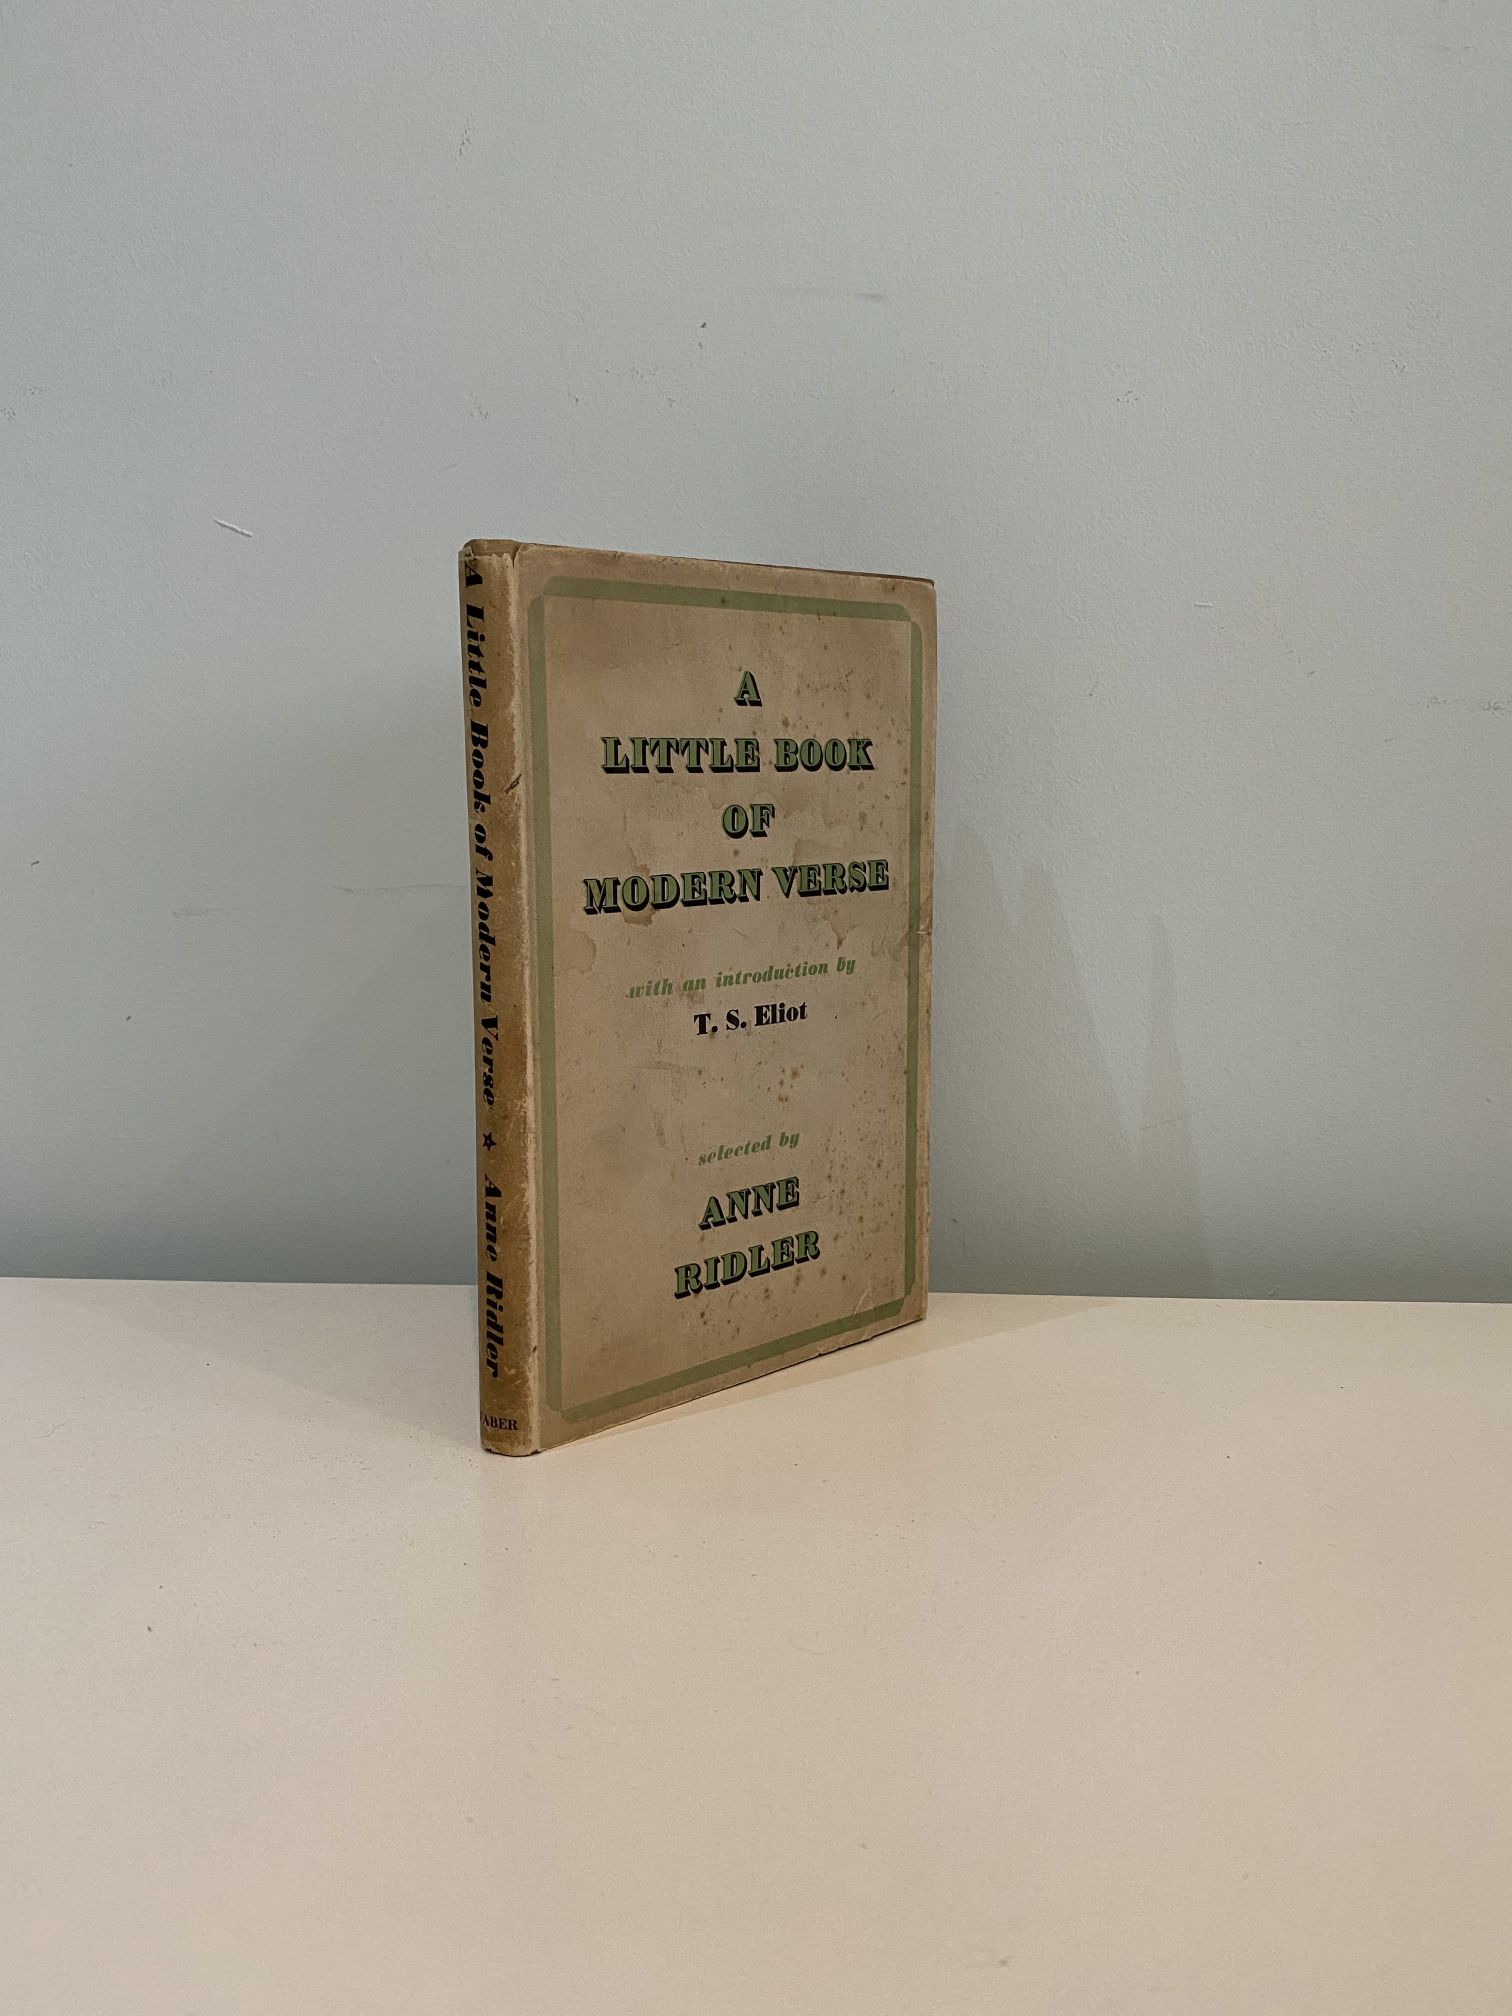 A Little Book of Modern Verse ☆ Anne Ridler
A
LITTLE BOOK
OF
MODERN VERSE
with an introduction by
T. S. Eliot
selected by
ANNE
RIDLER